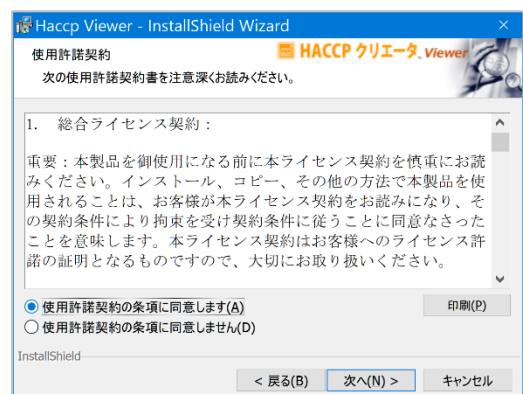 Haccp Viewer - InstallShield Wizard
使用許諾契約
次の使用許諾契約書を注意深くお読みください。
HACCP クリエータ Viewer
1. 総合ライセンス契約：
重要：本製品を御使用になる前に本ライセンス契約を慎重にお読
みください。インストール、コピー、その他の方法で本製品を使
用されることは、お客様が本ライセンス契約をお読みになり、そ
の契約条件により拘束を受け契約条件に従うことに同意なさった
ことを意味します。本ライセンス契約はお客様へのライセンス許
諾の証明となるものですので、大切にお取り扱いください。
使用許諾契約の条項に同意します(A)
印刷(P)
使用許諾契約の条項に同意しません(D)
InstallShield
< 戻る(B)
次へ(N) >
キャンセル